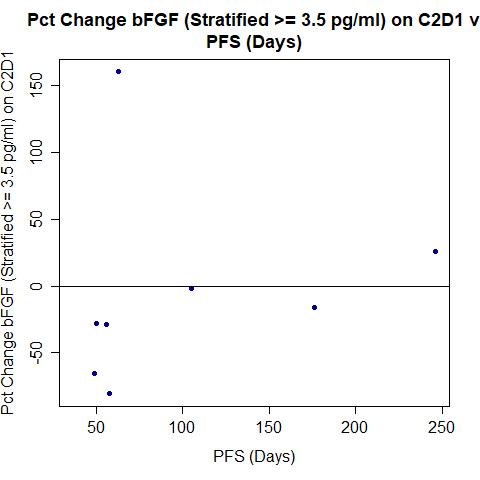 Pct Change bFGF (Stratified >= 3.5 pg/ml) on C2D1 v
PFS (Days)
Pct Change bFGF (Stratified >= 3.5 pg/ml) on C2D1
150
100
50
0
-50
50 100 150 200 250
PFS (Days)